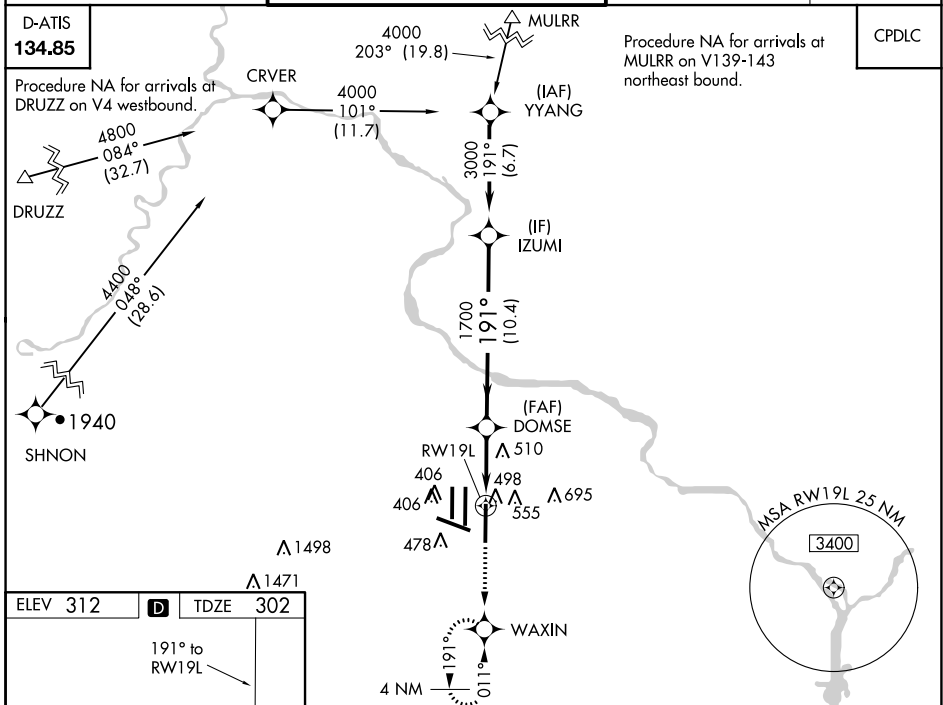 D-ATIS
134.85
Procedure NA for arrivals at
DRUZZ on V4 westbound.
4000
203° (19.8)
MULRR
Procedure NA for arrivals at
MULRR on V139-143
northeast bound.
CPDLC
CRVER
4000
101°
(11.7)
(IAF)
YYANG
4800
084°
(32.7)
DRUZZ
3000
191°
(6.7)
(IF)
IZUMI
4400
048°
(28.6)
1700
191°
(10.4)
1940
SHNON
(FAF)
DOMSE
RW19L
510
406
406
498
555
695
478
1498
1471
MSA RW19L 25 NM
3400
ELEV 312
D
TDZE 302
191° to
RW19L
WAXIN
191°
011°
4 NM